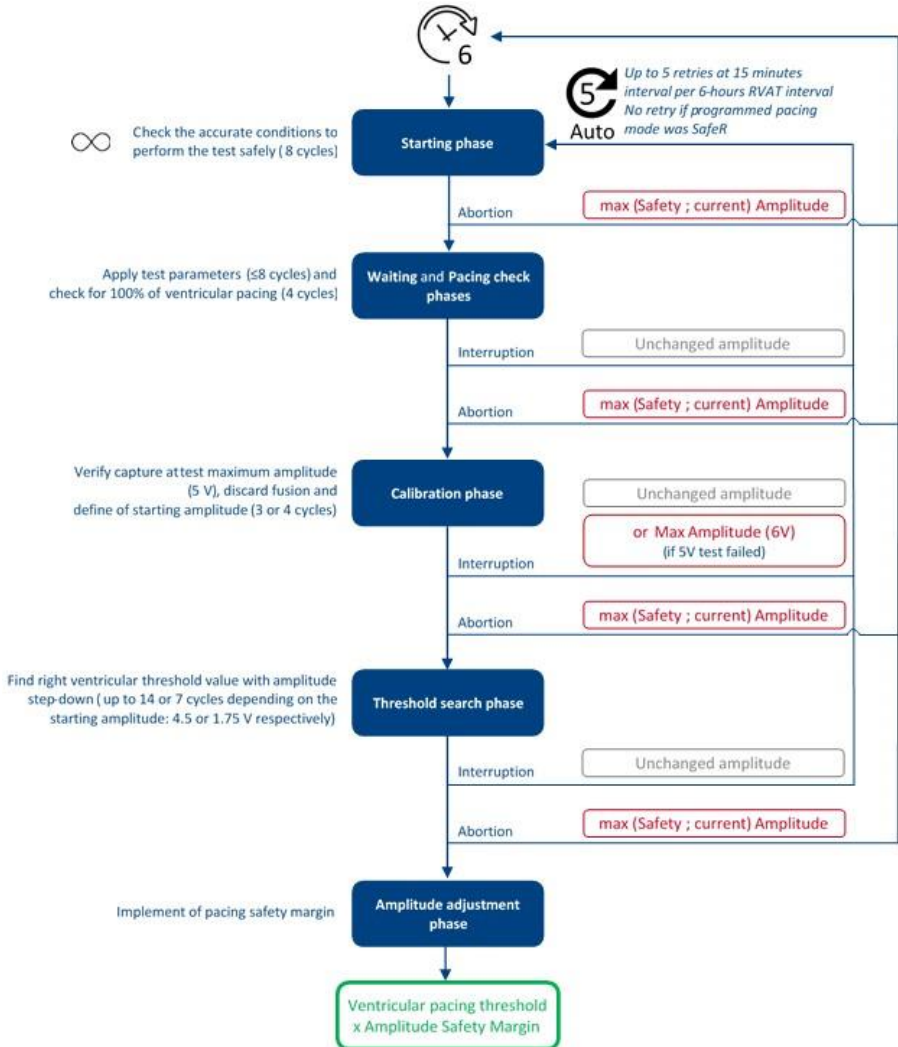 6
5
Auto
Up to 5 retries at 15 minutes
interval per 6-hours RVAT interval
No retry if programmed pacing
mode was SafeR
∞
Check the accurate conditions to
perform the test safely ( 8 cycles)
Starting phase
Abortion
max (Safety ; current) Amplitude
Apply test parameters (≤8 cycles) and
check for 100% of ventricular pacing (4 cycles)
Waiting and Pacing check
phases
Interruption
Unchanged amplitude
Abortion
max (Safety ; current) Amplitude
Verify capture at test maximum amplitude
(5 V), discard fusion and
define of starting amplitude (3 or 4 cycles)
Calibration phase
Unchanged amplitude
or Max Amplitude (6V)
(if 5V test failed)
Interruption
Abortion
max (Safety ; current) Amplitude
Find right ventricular threshold value with amplitude
step-down ( up to 14 or 7 cycles depending on the
starting amplitude: 4.5 or 1.75 V respectively)
Threshold search phase
Interruption
Unchanged amplitude
Abortion
max (Safety ; current) Amplitude
Implement of pacing safety margin
Amplitude adjustment
phase
Ventricular pacing threshold
x Amplitude Safety Margin